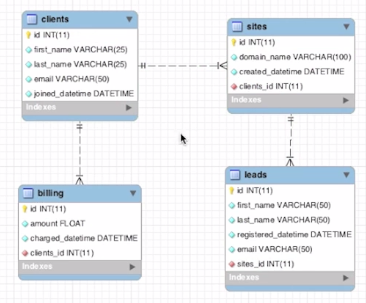 clients
id INT(11)
first_name VARCHAR(25)
last_name VARCHAR(25)
email VARCHAR(50)
joined_datetime DATETIME
Indexes
sites
id INT(11)
domain_name VARCHAR(100)
created_datetime DATETIME
clients_id INT(11)
Indexes
billing
id INT(11)
amount FLOAT
charged_datetime DATETIME
clients_id INT(11)
Indexes
leads
id INT(11)
first_name VARCHAR(50)
last_name VARCHAR(50)
registered_datetime DATETIME
email VARCHAR(50)
sites_id INT(11)
Indexes